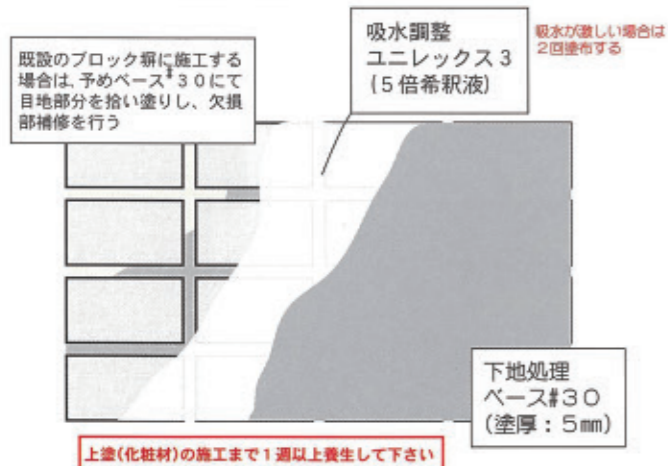 既設のブロック塀に施工する
場合は、予めベース#30にて
目地部分を拾い塗りし、欠損
部補修を行う
吸水調整
ユニレックス3
(5倍希釈液)
吸水が激しい場合は
2回塗布する
下地処理
ベース#30
(塗厚:5㎜)
上塗(化粧材)の施工まで1週以上養生して下さい